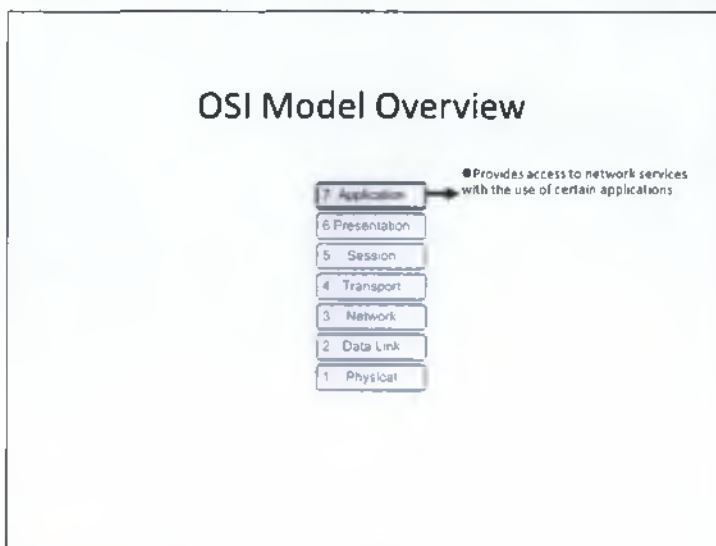 OSI Model Overview
●Provides access to network services
with the use of certain applications
7 Application
6 Presentation
5 Session
4 Transport
3 Network
2 Data Link
1 Physical